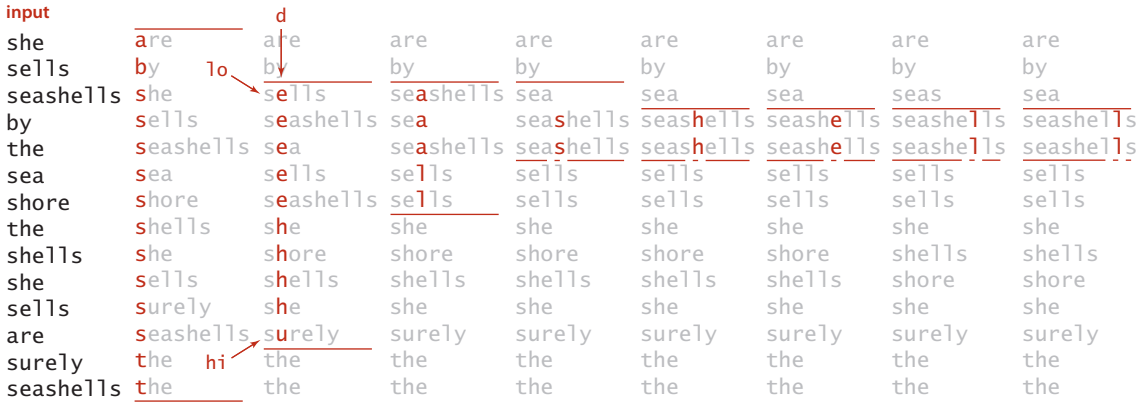 input d
she are are are are are are are are
sells by lo by by by by by by by
seashells she sells seashells sea sea sea seas sea
by sells seashells sea seashells seashells seashells seashells seashells
the seashells sea seashells seashells seashells seashells seashells seashells
sea sea sells sells sells sells sells sells sells
shore shore seashells sells sells sells sells sells sells
the shells she she she she she she she
shells she shore shore shore shore shore shells shells
she sells shells shells shells shells shells shore shore
sells surely she she she she she she she
are seashells surely surely surely surely surely surely surely
surely the hi the the the the the the the
seashells the the the the the the the the